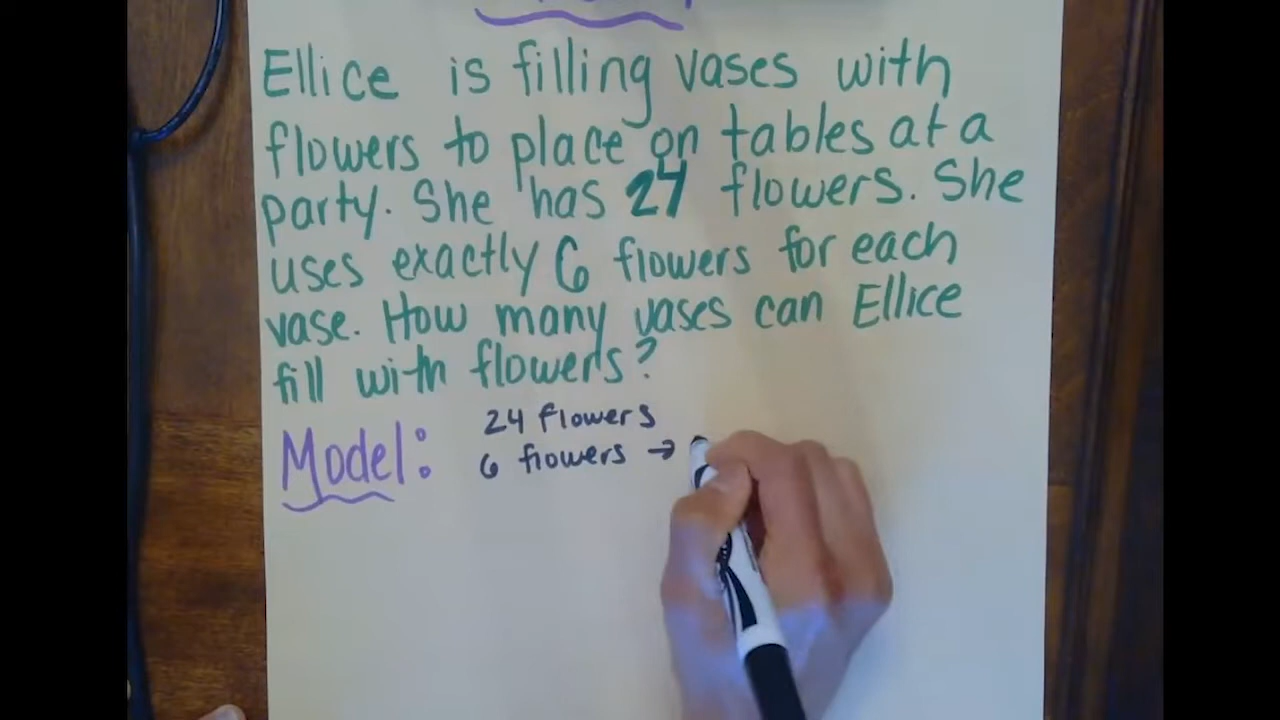 Ellice is filling vases with
flowers to place on tables at a
party. She has 24 flowers. She
uses exactly 6 flowers for each
vase. How many vases can Ellice
fill with flowers?
24 flowers
Model: 6 flowers →